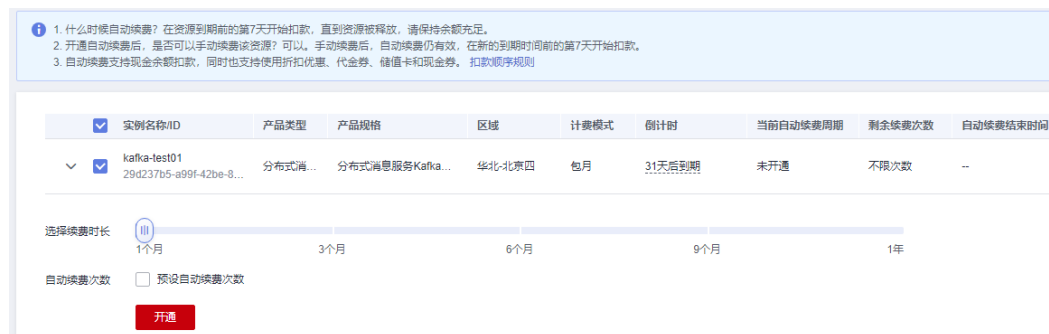 1. 什么时候自动续费？在资源到期前的第7天开始扣款，直到资源被释放，请保持余额充足。
2. 开通自动续费后，是否可以手动续费该资源？可以。手动续费后，自动续费仍有效，在新的到期时间前的第7天开始扣款。
3. 自动续费支持现金余额扣款，同时也支持使用折扣优惠、代金券、储值卡和现金券。 扣款顺序规则
实例名称/ID 产品类型 产品规格 区域 计费模式 倒计时 当前自动续费周期 剩余续费次数 自动续费结束时间
kafka-test01
29d237b5-a99f-42be-8... 分布式消... 分布式消息服务Kafka... 华北-北京四 包月 31天后到期 未开通 不限次数 --
选择续费时长
1个月 3个月 6个月 9个月 1年
自动续费次数 预设自动续费次数
开通